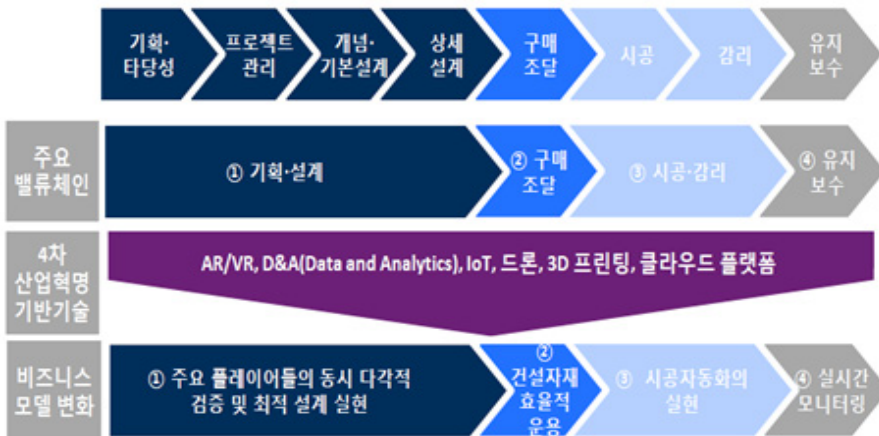 기획·
타당성
프로젝트
관리
개념·
기본설계
상세
설계
구매
조달
시공
감리
유지
보수
주요
밸류체인
① 기획·설계
② 구매
조달
③ 시공·감리
④ 유지
보수
4차
산업혁명
기반기술
AR/VR, D&A(Data and Analytics), IoT, 드론, 3D 프린팅, 클라우드 플랫폼
비즈니스
모델 변화
① 주요 플레이어들의 동시 다각적
검증 및 최적 설계 실현
②
건설자재
효율적
운용
③ 시공자동화의
실현
④ 실시간
모니터링